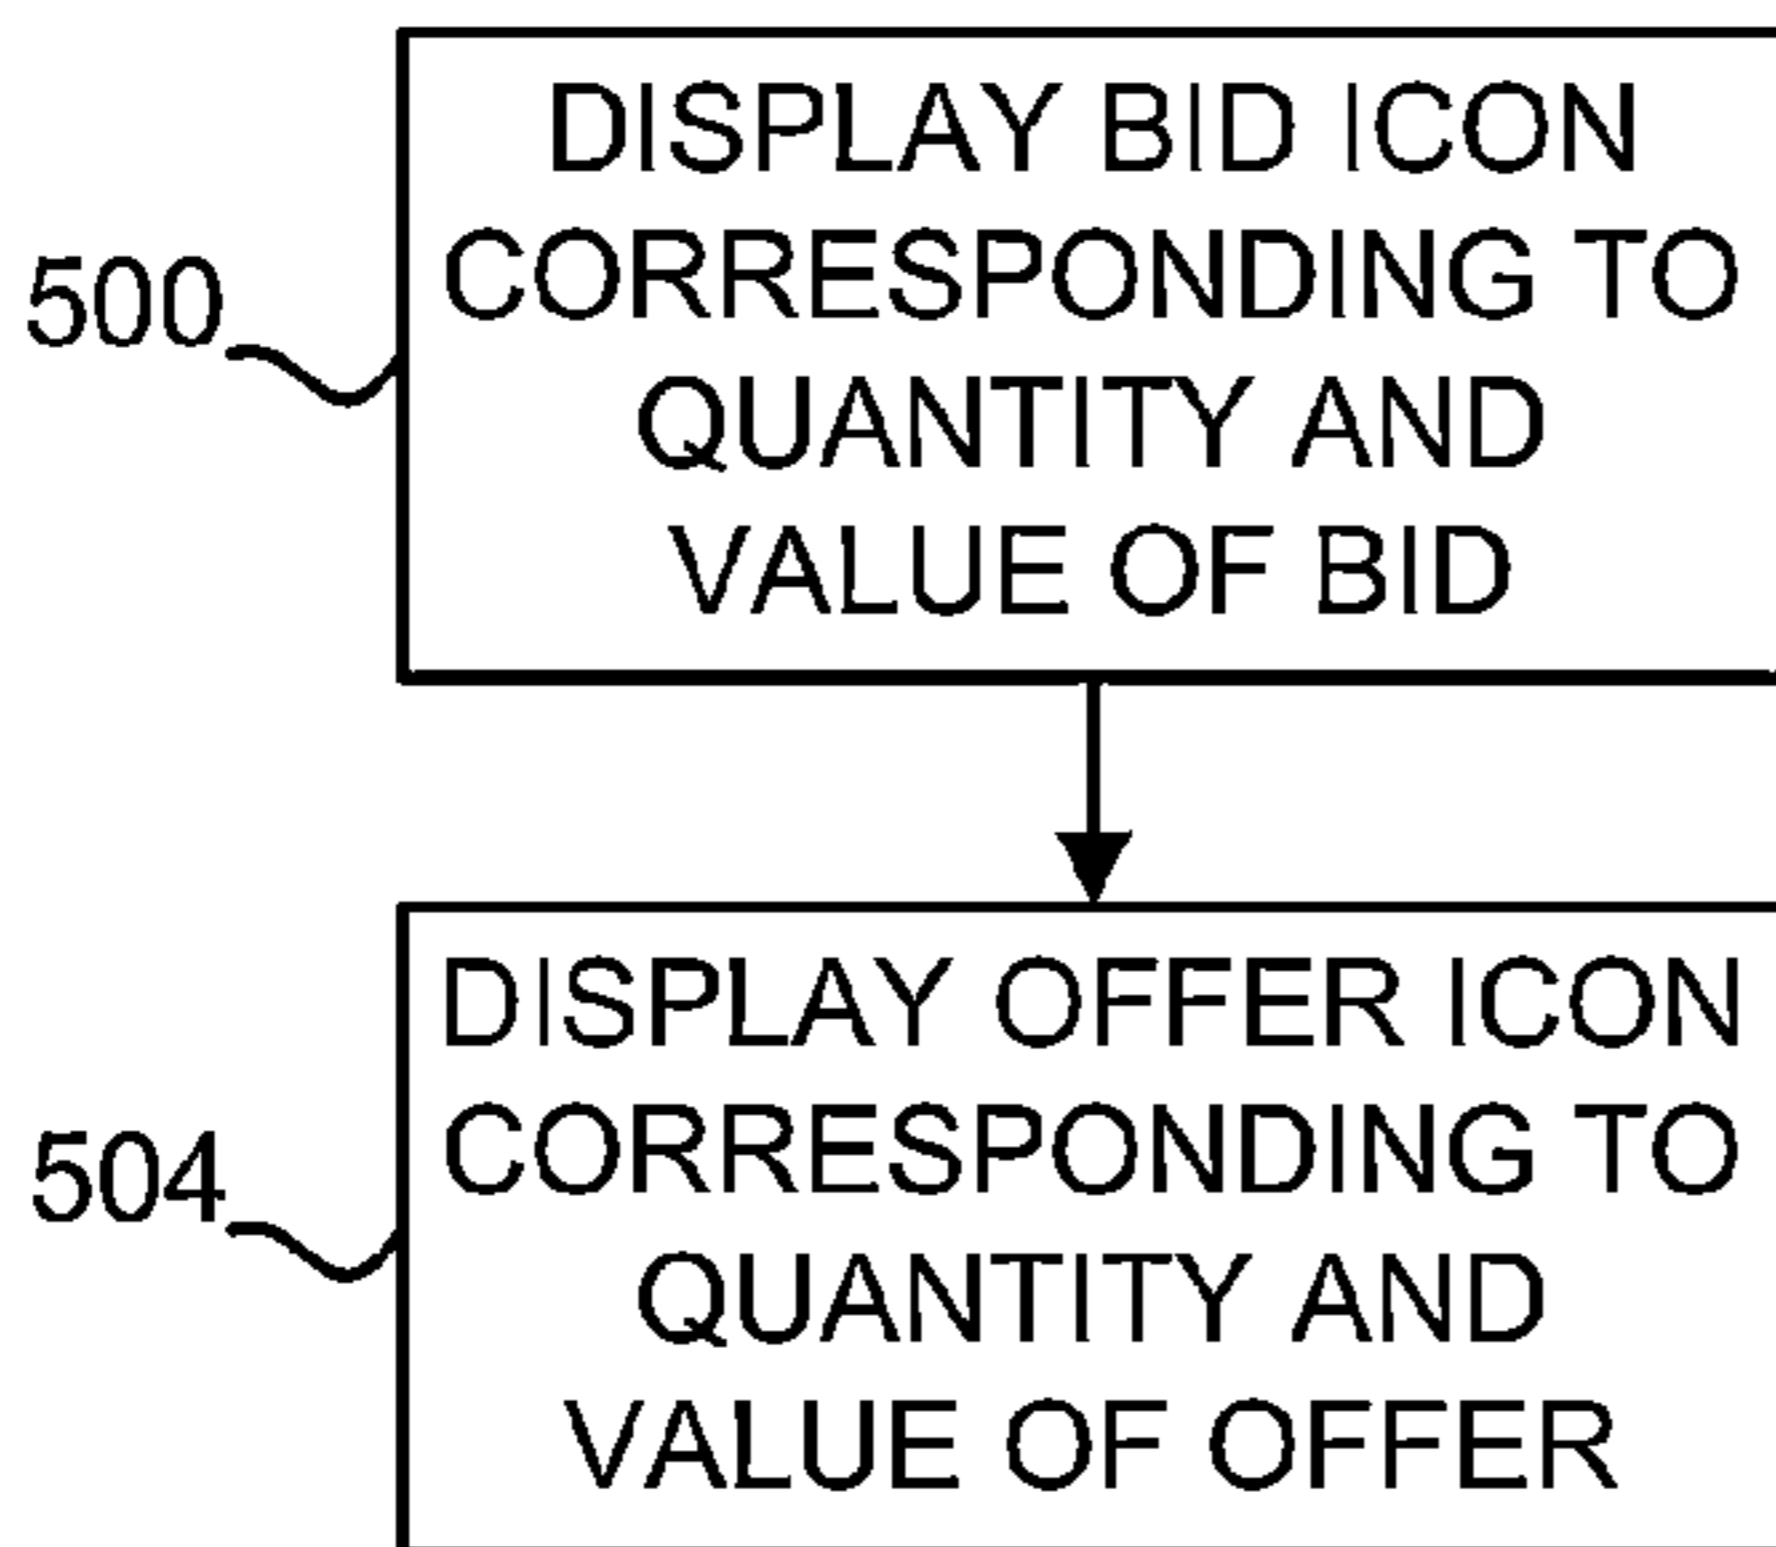 DISPLAY BID ICON
CORRESPONDING TO
500
QUANTITY AND
VALUE OF BID
DISPLAY OFFER ICON
CORRESPONDING TO
504
QUANTITY AND
VALUE OF OFFER